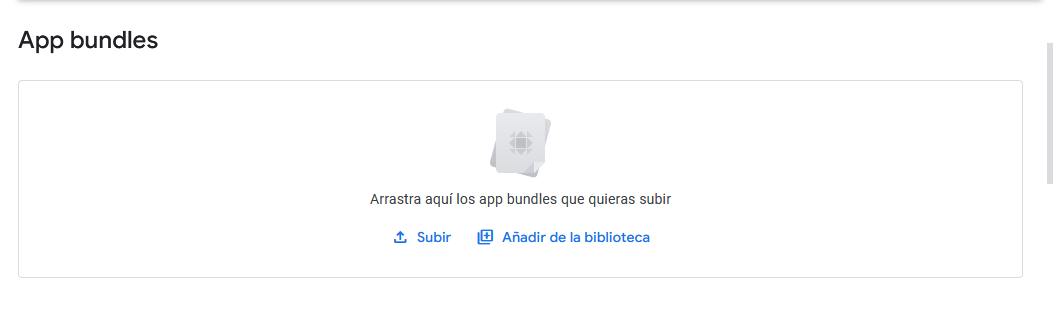 App bundles
Arrastra aquí los app bundles que quieras subir
Subir
Añadir de la biblioteca